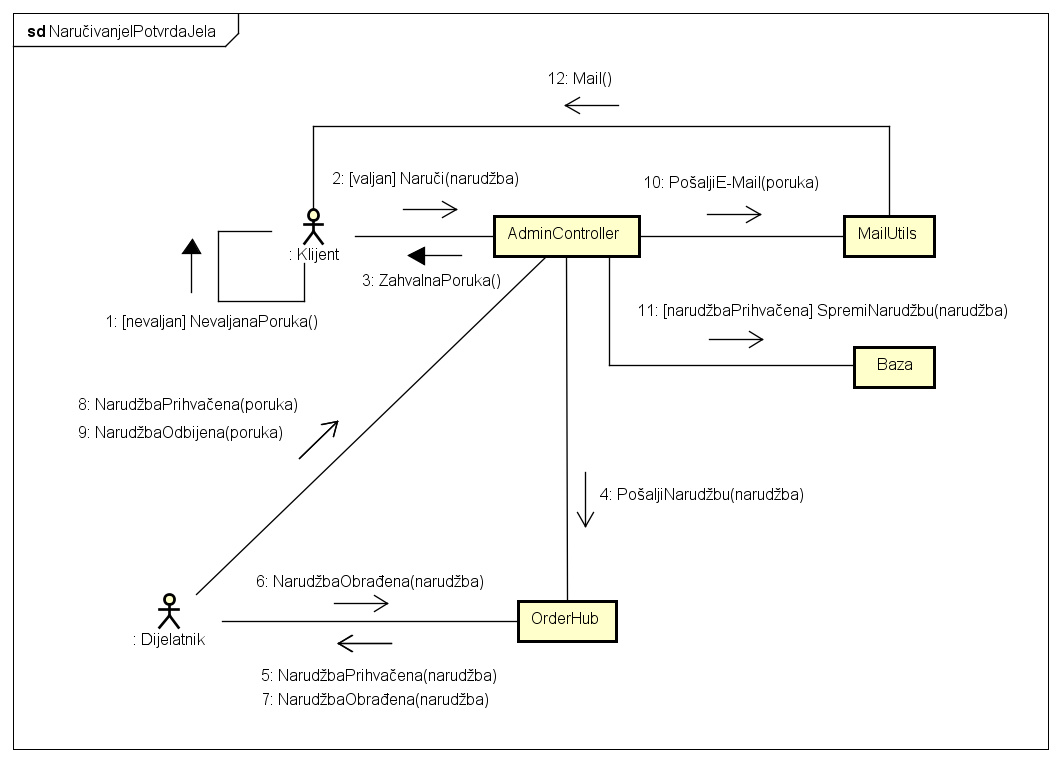 sd NaručivanjeIPotvrdaJela
12: Mail()
2: [valjan] Naruči(narudžba)
10: PošaljiE-Mail(poruka)
AdminController
MailUtils
: Klijent
3: ZahvalnaPoruka()
1: [nevaljan] NevaljanaPoruka()
11: [narudžbaPrihvačena] SpremiNarudžbu(narudžba)
Baza
8: NarudžbaPrihvačena(poruka)
9: NarudžbaOdbijena(poruka)
4: PošaljiNarudžbu(narudžba)
6: NarudžbaObrađena(narudžba)
OrderHub
: Dijelatnik
5: NarudžbaPrihvačena(narudžba)
7: NarudžbaObrađena(narudžba)